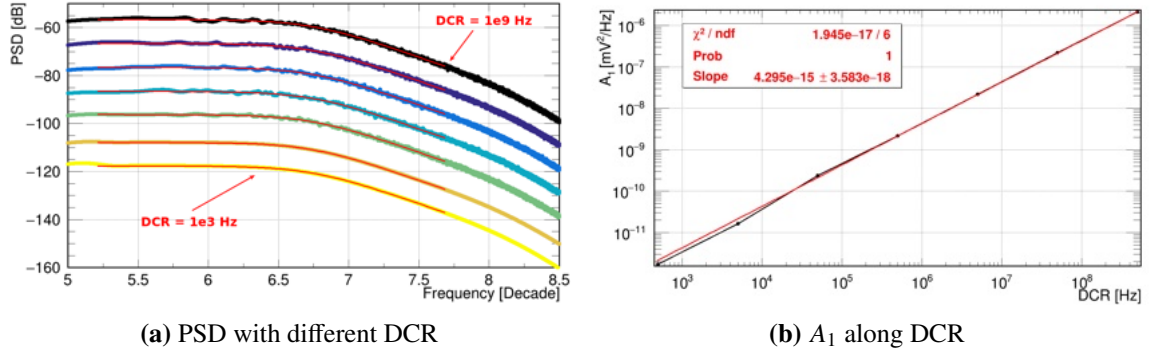 PSD [dB]
−60
−80
−100
−120
−140
−160
DCR = 1e9 Hz
DCR = 1e3 Hz
5
5.5
6
6.5
7
7.5
8
8.5
Frequency [Decade]
(a) PSD with different DCR
A₁ [mV²/Hz]
10⁻⁶
10⁻⁷
10⁻⁸
10⁻⁹
10⁻¹⁰
10⁻¹¹
χ² / ndf 1.945e−17 / 6
Prob 1
Slope 4.295e−15 ± 3.583e−18
10³
10⁴
10⁵
10⁶
10⁷
10⁸
DCR [Hz]
(b) A₁ along DCR